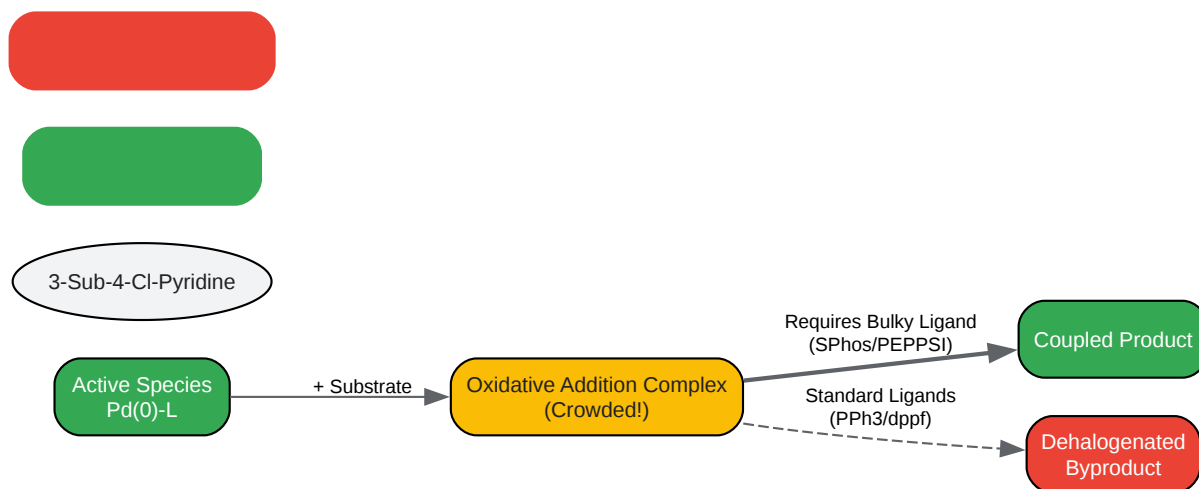 3-Sub-4-Cl-Pyridine
Active Species
Pd(0)-L
+ Substrate
Oxidative Addition Complex
(Crowded!)
Requires Bulky Ligand
(SPhos/PEPPSI)
Coupled Product
Standard Ligands
(PPh3/dppf)
Dehalogenated
Byproduct